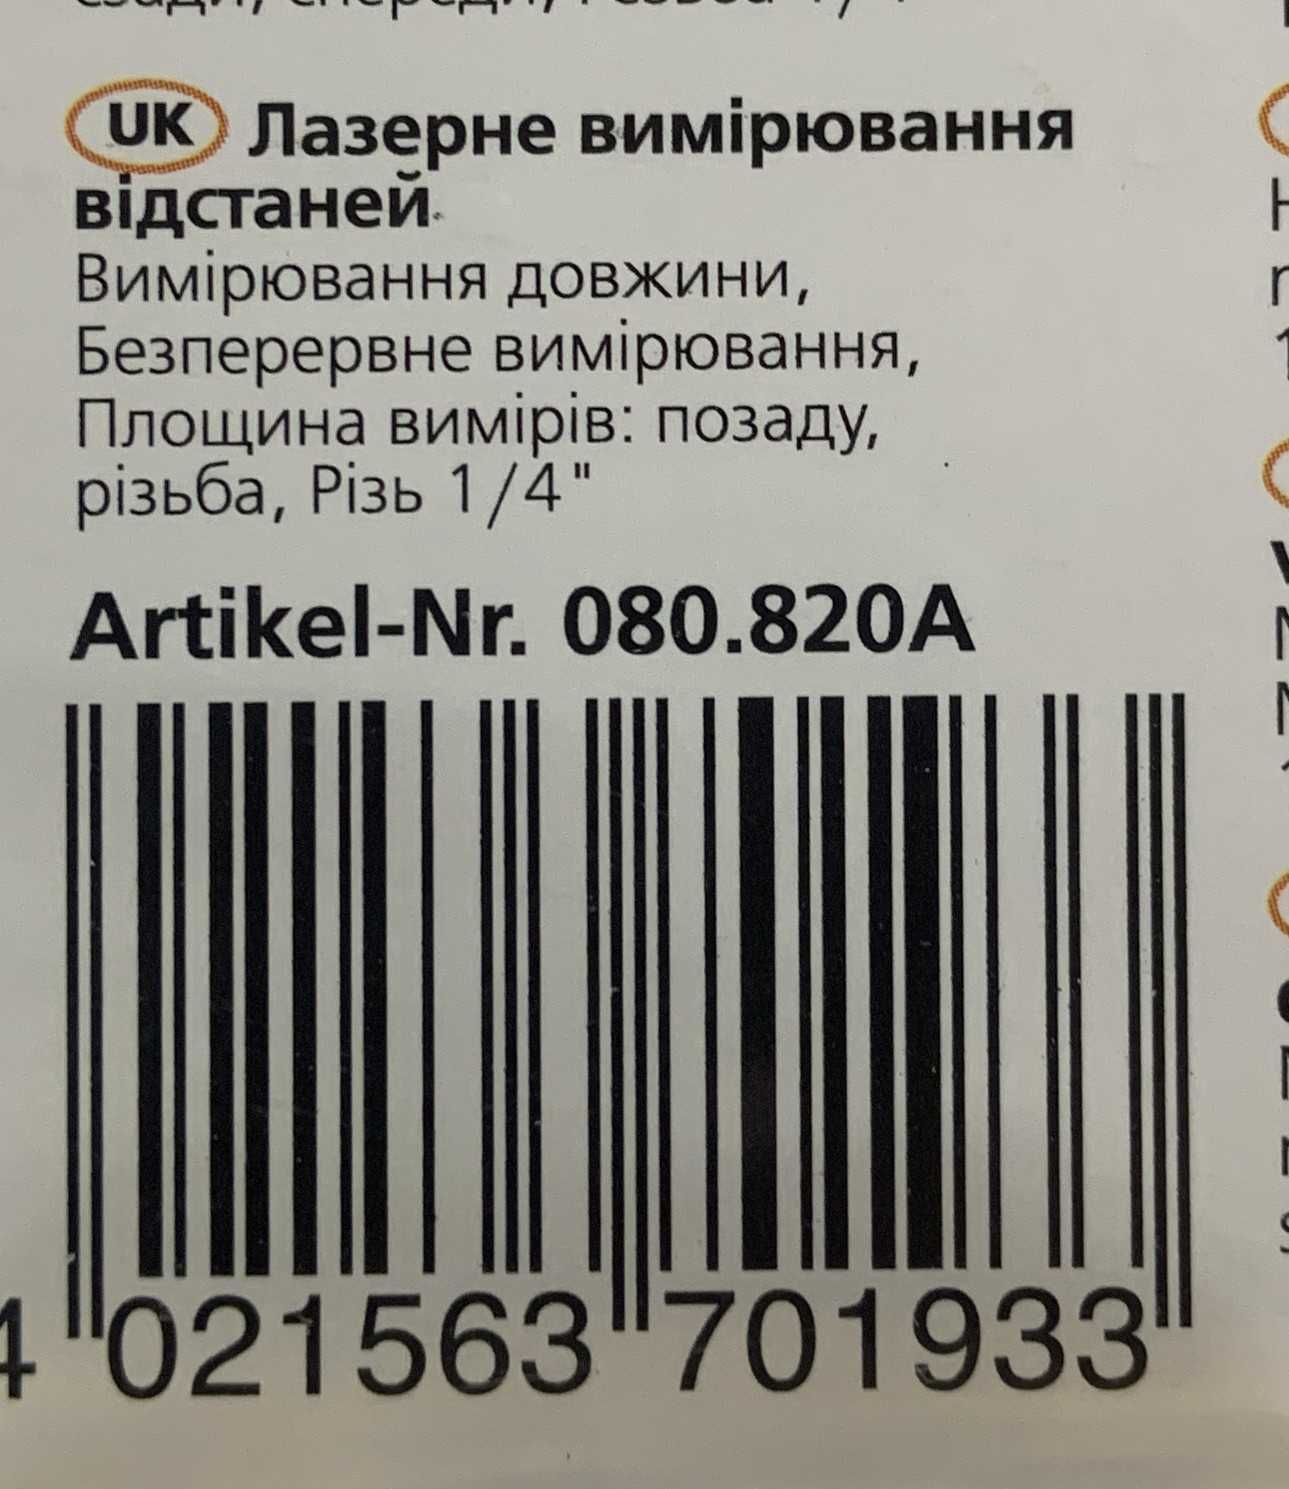 UK Лазерне вимірювання
відстаней
Вимірювання довжини,
Безперервне вимірювання,
Площина вимірів: позаду,
різьба, Різь 1/4"
Artikel-Nr. 080.820A
4 021563 701933